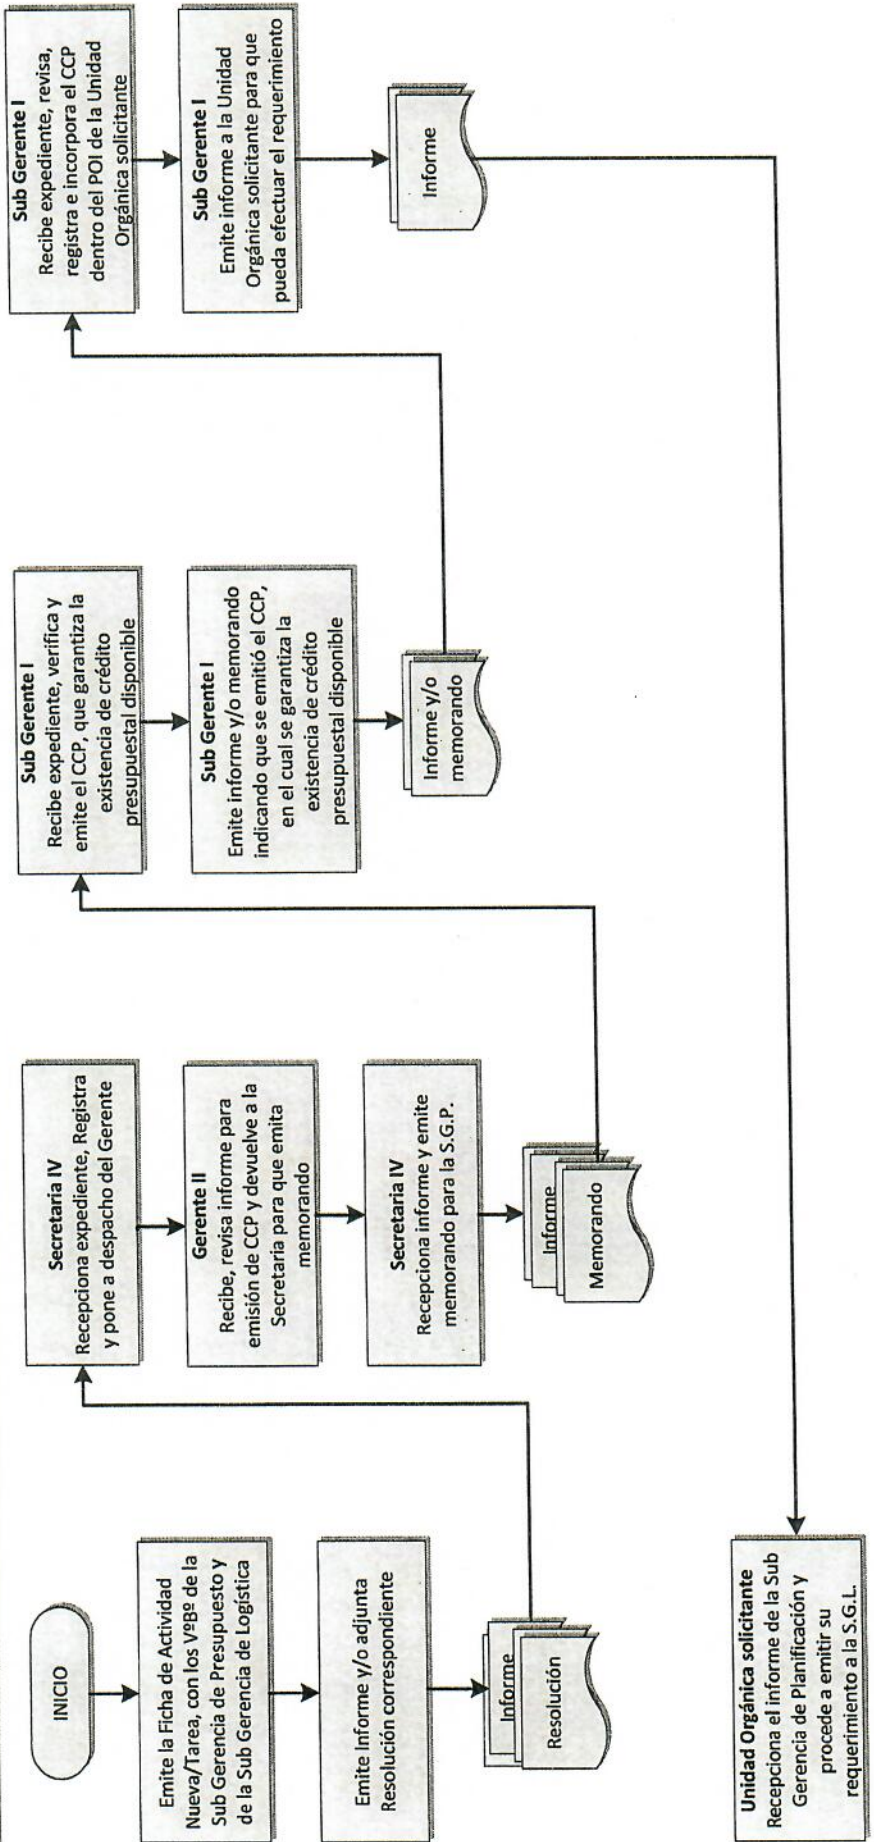 INICIO
Emite la Ficha de Actividad
Nueva/Tarea, con los VºBº de la
Sub Gerencia de Presupuesto y
de la Sub Gerencia de Logística
Emite Informe y/o adjunta
Resolución correspondiente
Informe
Resolución
Secretaria IV
Recepciona expediente, Registra
y pone a despacho del Gerente
Gerente II
Recibe, revisa informe para
emisión de CCP y devuelve a la
Secretaria para que emita
memorando
Secretaria IV
Recepciona informe y emite
memorando para la S.G.P.
Informe
Memorando
Sub Gerente I
Recibe expediente, verifica y
emite el CCP, que garantiza la
existencia de crédito
presupuestal disponible
Sub Gerente I
Emite informe y/o memorando
indicando que se emitió el CCP,
en el cual se garantiza la
existencia de crédito
presupuestal disponible
Informe y/o
memorando
Sub Gerente I
Recibe expediente, revisa,
registra e incorpora el CCP
dentro del POI de la Unidad
Orgánica solicitante
Sub Gerente I
Emite informe a la Unidad
Orgánica solicitante para que
pueda efectuar el requerimiento
Informe
Unidad Orgánica solicitante
Recepciona el informe de la Sub
Gerencia de Planificación y
procede a emitir su
requerimiento a la S.G.L.